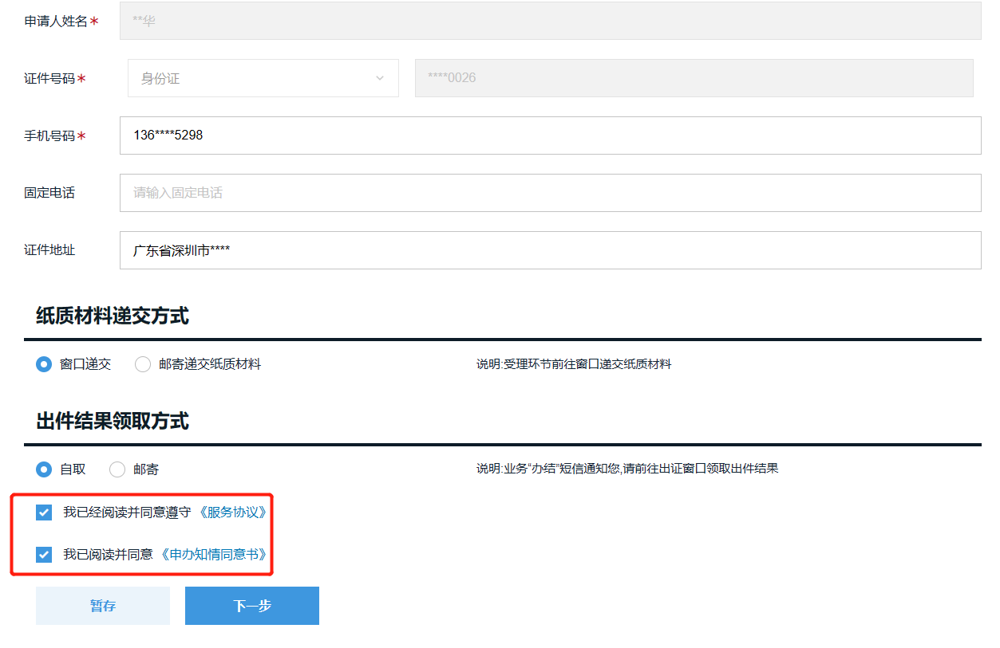 申请人姓名* **华
证件号码* 身份证 ****0026
手机号码* 136****5298
固定电话 请输入固定电话
证件地址 广东省深圳市****
纸质材料递交方式
窗口递交 邮寄递交纸质材料 说明:受理环节前往窗口递交纸质材料
出件结果领取方式
自取 邮寄 说明:业务“办结”短信通知您,请前往出证窗口领取出件结果
我已经阅读并同意遵守《服务协议》
我已阅读并同意《申办知情同意书》
暂存 下一步